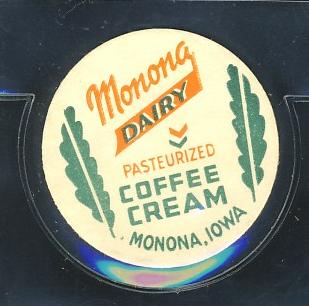 Monona
DAIRY
PASTEURIZED
COFFEE
CREAM
MONONA, IOWA